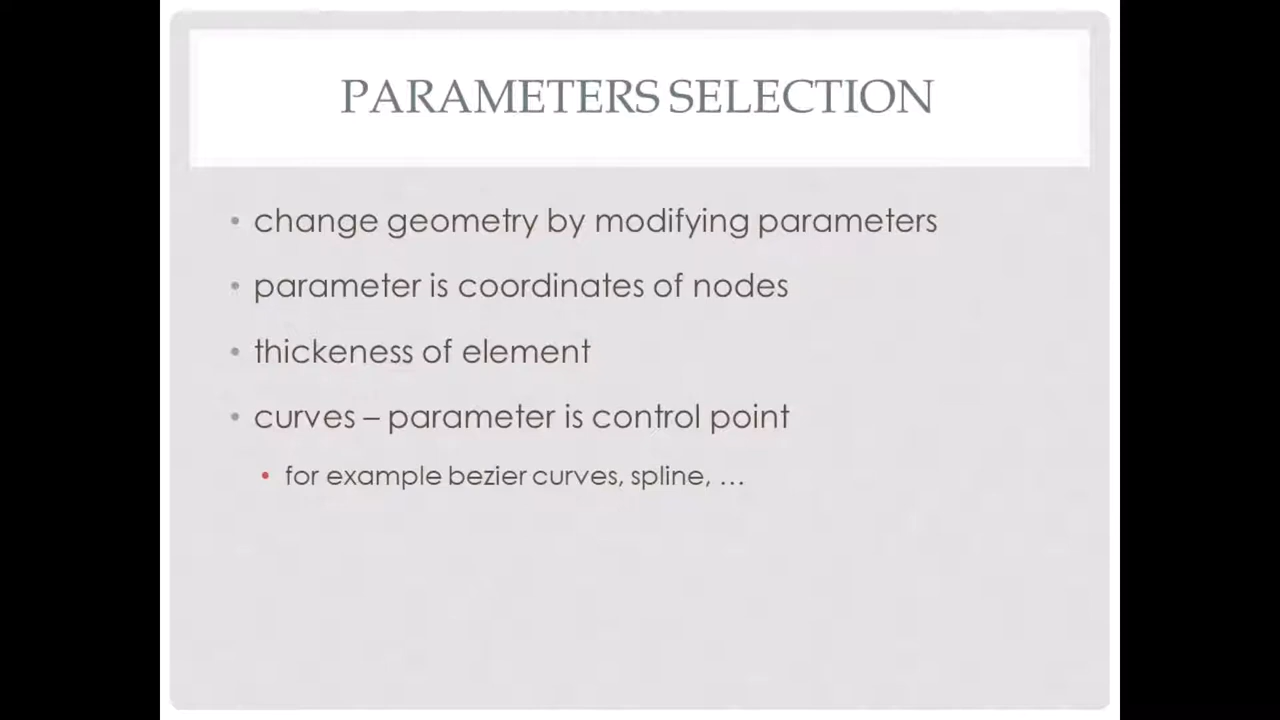 PARAMETERS SELECTION
• change geometry by modifying parameters
• parameter is coordinates of nodes
• thickeness of element
• curves – parameter is control point
• for example bezier curves, spline, …